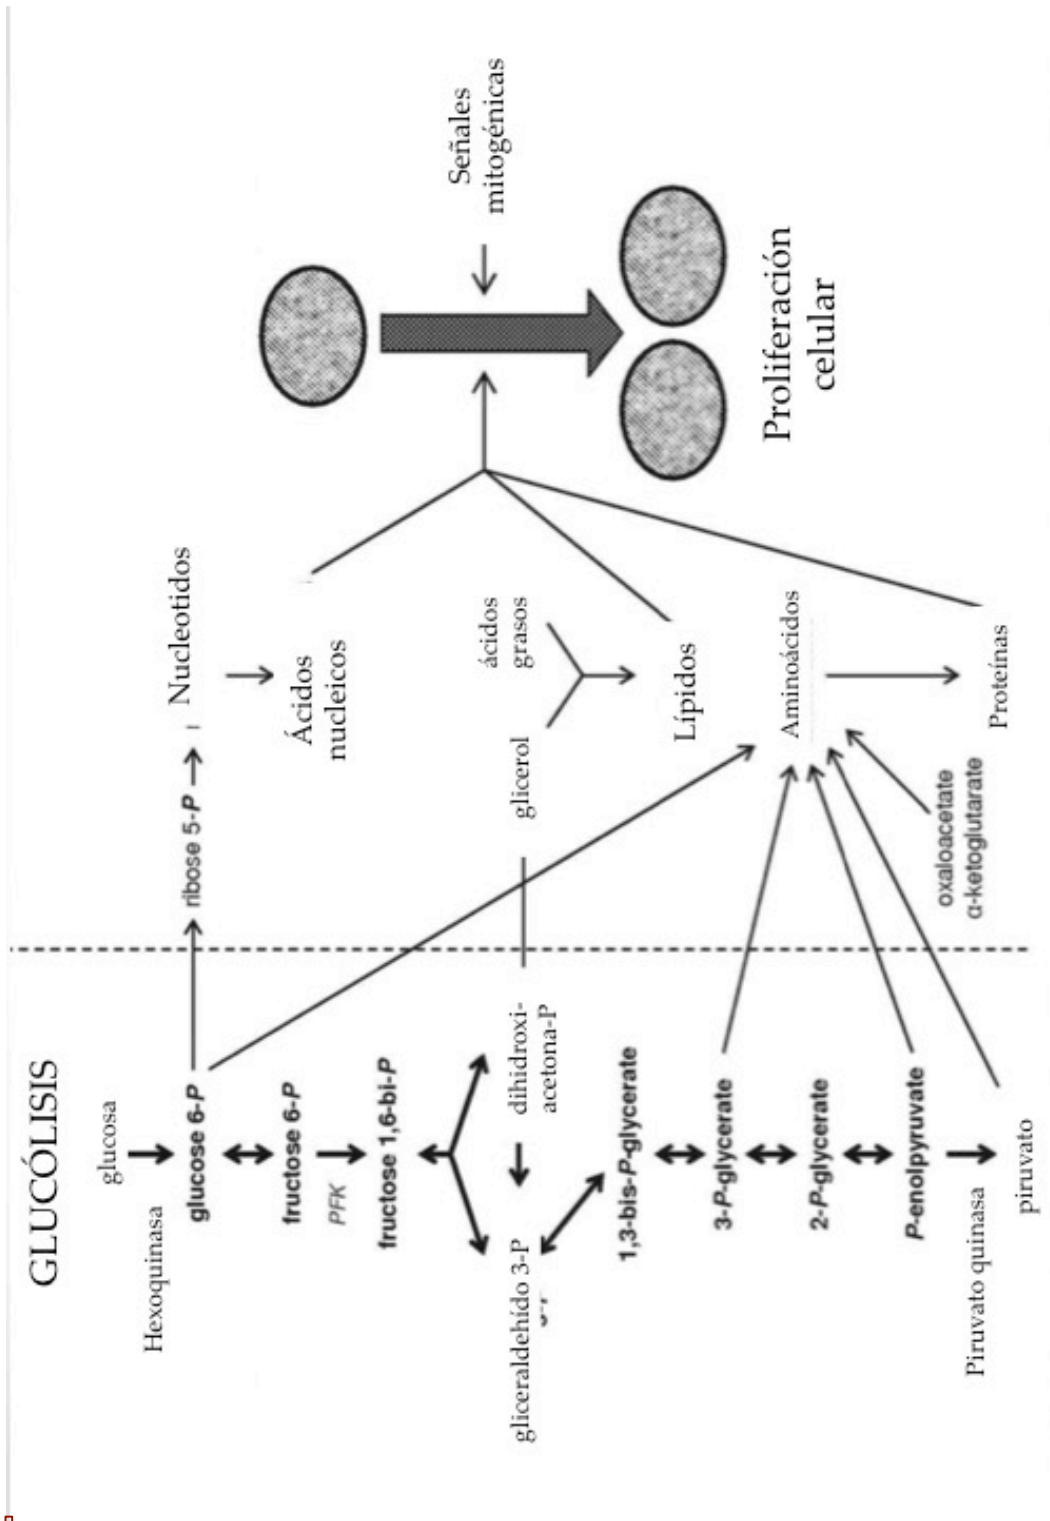 GLUCÓLISIS
glucosa
Hexoquinasa
glucose 6-P
fructose 6-P
PFK
fructose 1,6-bi-P
gliceraldehído 3-P
dihidroxi-
acetona-P
1,3-bis-P-glycerate
3-P-glycerate
2-P-glycerate
P-enolpyruvate
Piruvato quinasa
piruvato
ribose 5-P
Nucleotidos
Ácidos
nucleicos
glicerol
ácidos
grasos
Lípidos
Aminoácidos
oxaloacetate
α-ketoglutarate
Proteínas
Señales
mitogénicas
Proliferación
celular